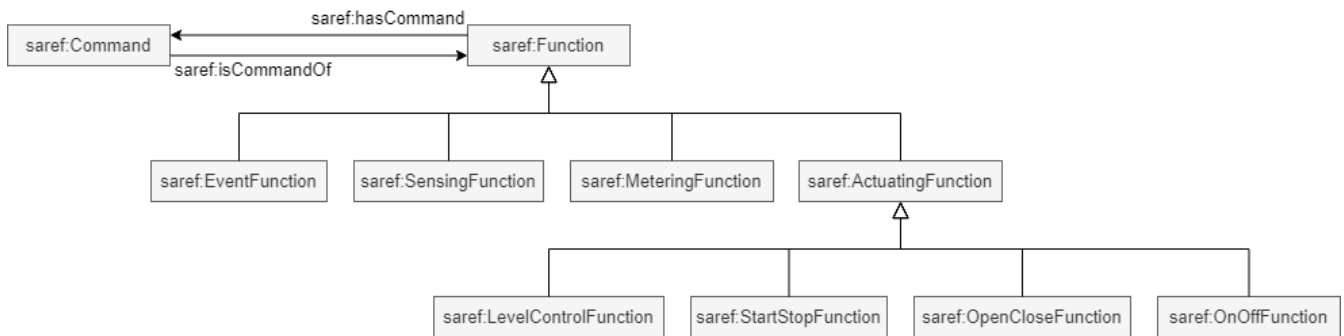 saref:hasCommand
saref:Command
saref:Function
saref:isCommandOf
saref:EventFunction
saref:SensingFunction
saref:MeteringFunction
saref:ActuatingFunction
saref:LevelControlFunction
saref:StartStopFunction
saref:OpenCloseFunction
saref:OnOffFunction